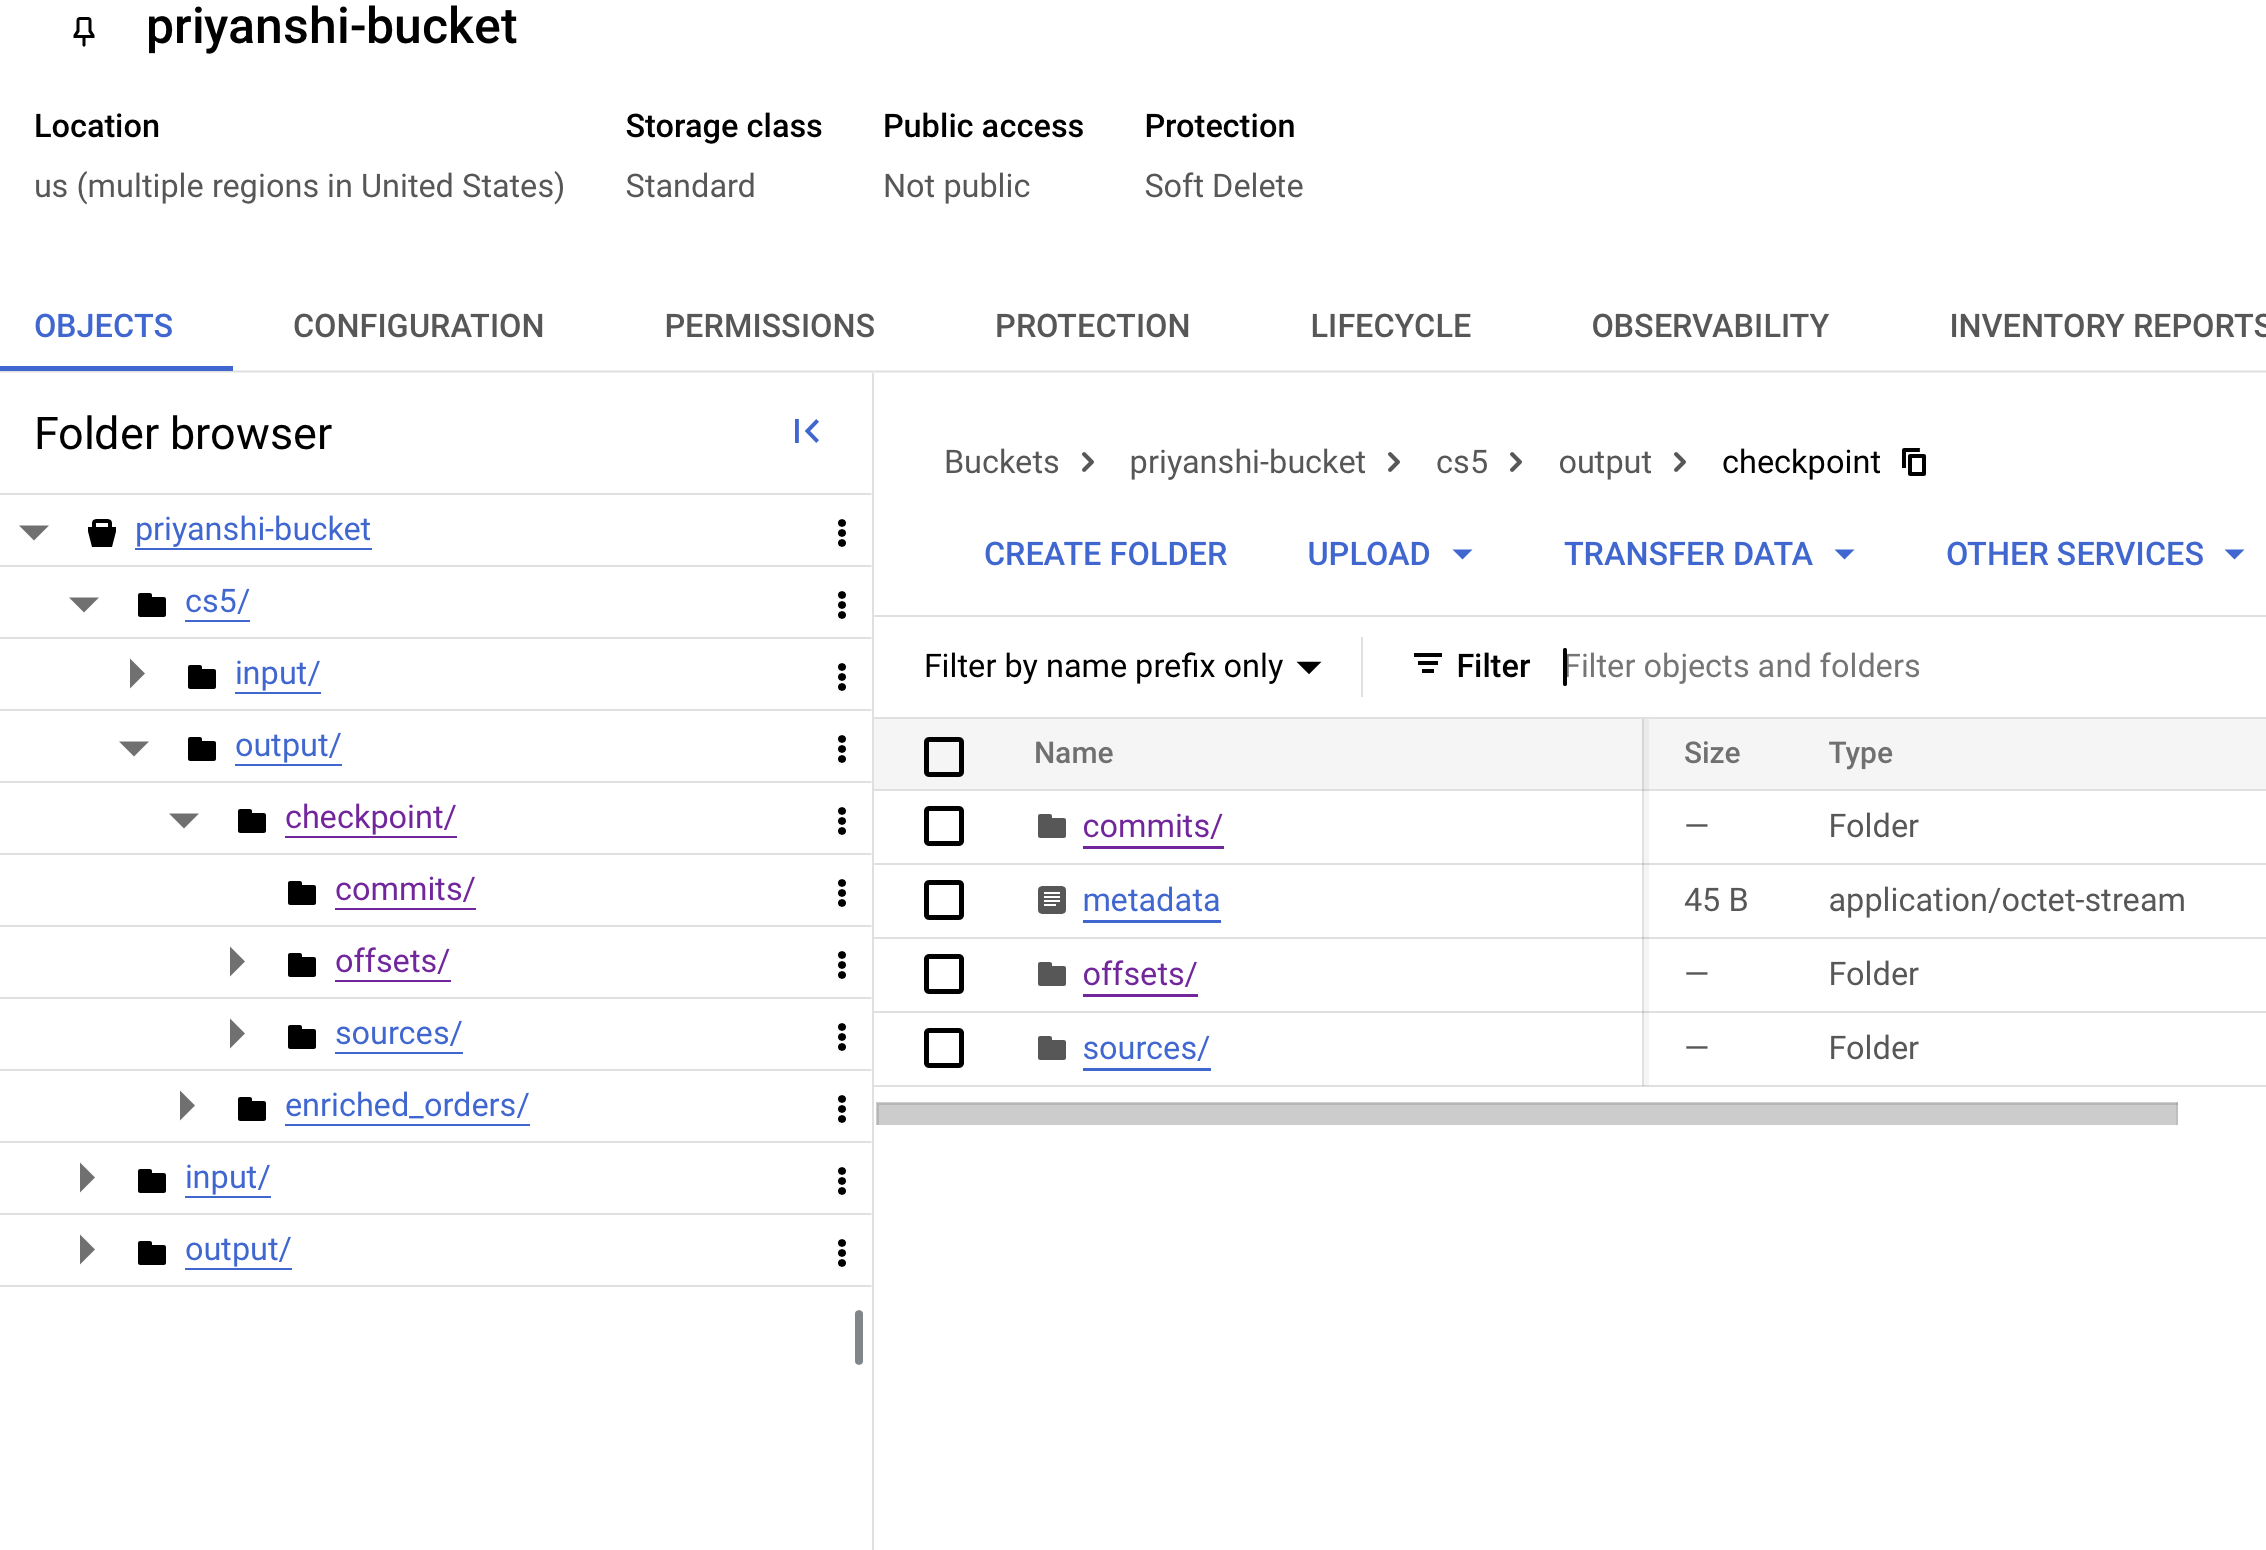 priyanshi-bucket
Location Storage class Public access Protection
us (multiple regions in United States) Standard Not public Soft Delete
OBJECTS CONFIGURATION PERMISSIONS PROTECTION LIFECYCLE OBSERVABILITY INVENTORY REPORTS
Folder browser
priyanshi-bucket
cs5/
input/
output/
checkpoint/
commits/
offsets/
sources/
enriched_orders/
input/
output/
Buckets priyanshi-bucket cs5 output checkpoint
CREATE FOLDER UPLOAD TRANSFER DATA OTHER SERVICES
Filter by name prefix only Filter Filter objects and folders
Name Size Type
commits/ — Folder
metadata 45 B application/octet-stream
offsets/ — Folder
sources/ — Folder